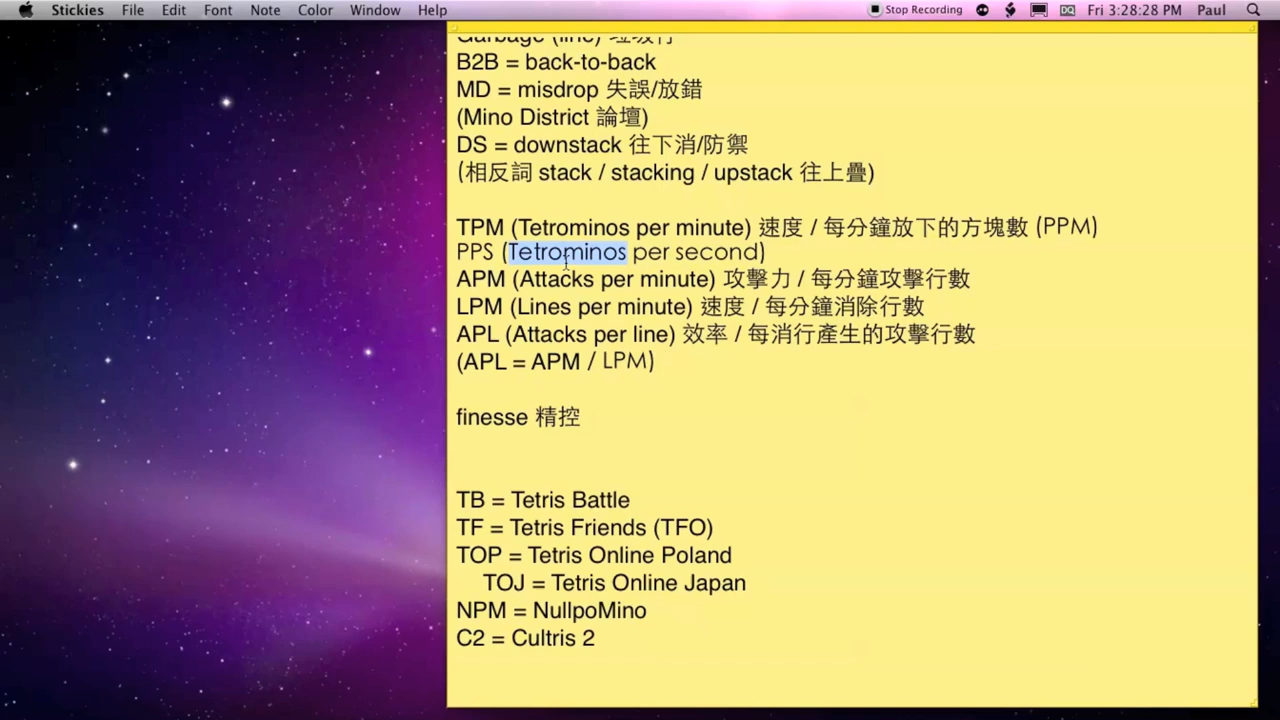 Stickies File Edit Font Note Color Window Help Stop Recording DQ Fri 3:28:28 PM Paul
Garbage (line) 垃圾行
B2B = back-to-back
MD = misdrop 失誤/放錯
(Mino District 論壇)
DS = downstack 往下消/防禦
(相反詞 stack / stacking / upstack 往上疊)
TPM (Tetrominos per minute) 速度 / 每分鐘放下的方塊數 (PPM)
PPS (Tetrominos per second)
APM (Attacks per minute) 攻擊力 / 每分鐘攻擊行數
LPM (Lines per minute) 速度 / 每分鐘消除行數
APL (Attacks per line) 效率 / 每消行產生的攻擊行數
(APL = APM / LPM)
finesse 精控
TB = Tetris Battle
TF = Tetris Friends (TFO)
TOP = Tetris Online Poland
TOJ = Tetris Online Japan
NPM = NullpoMino
C2 = Cultris 2